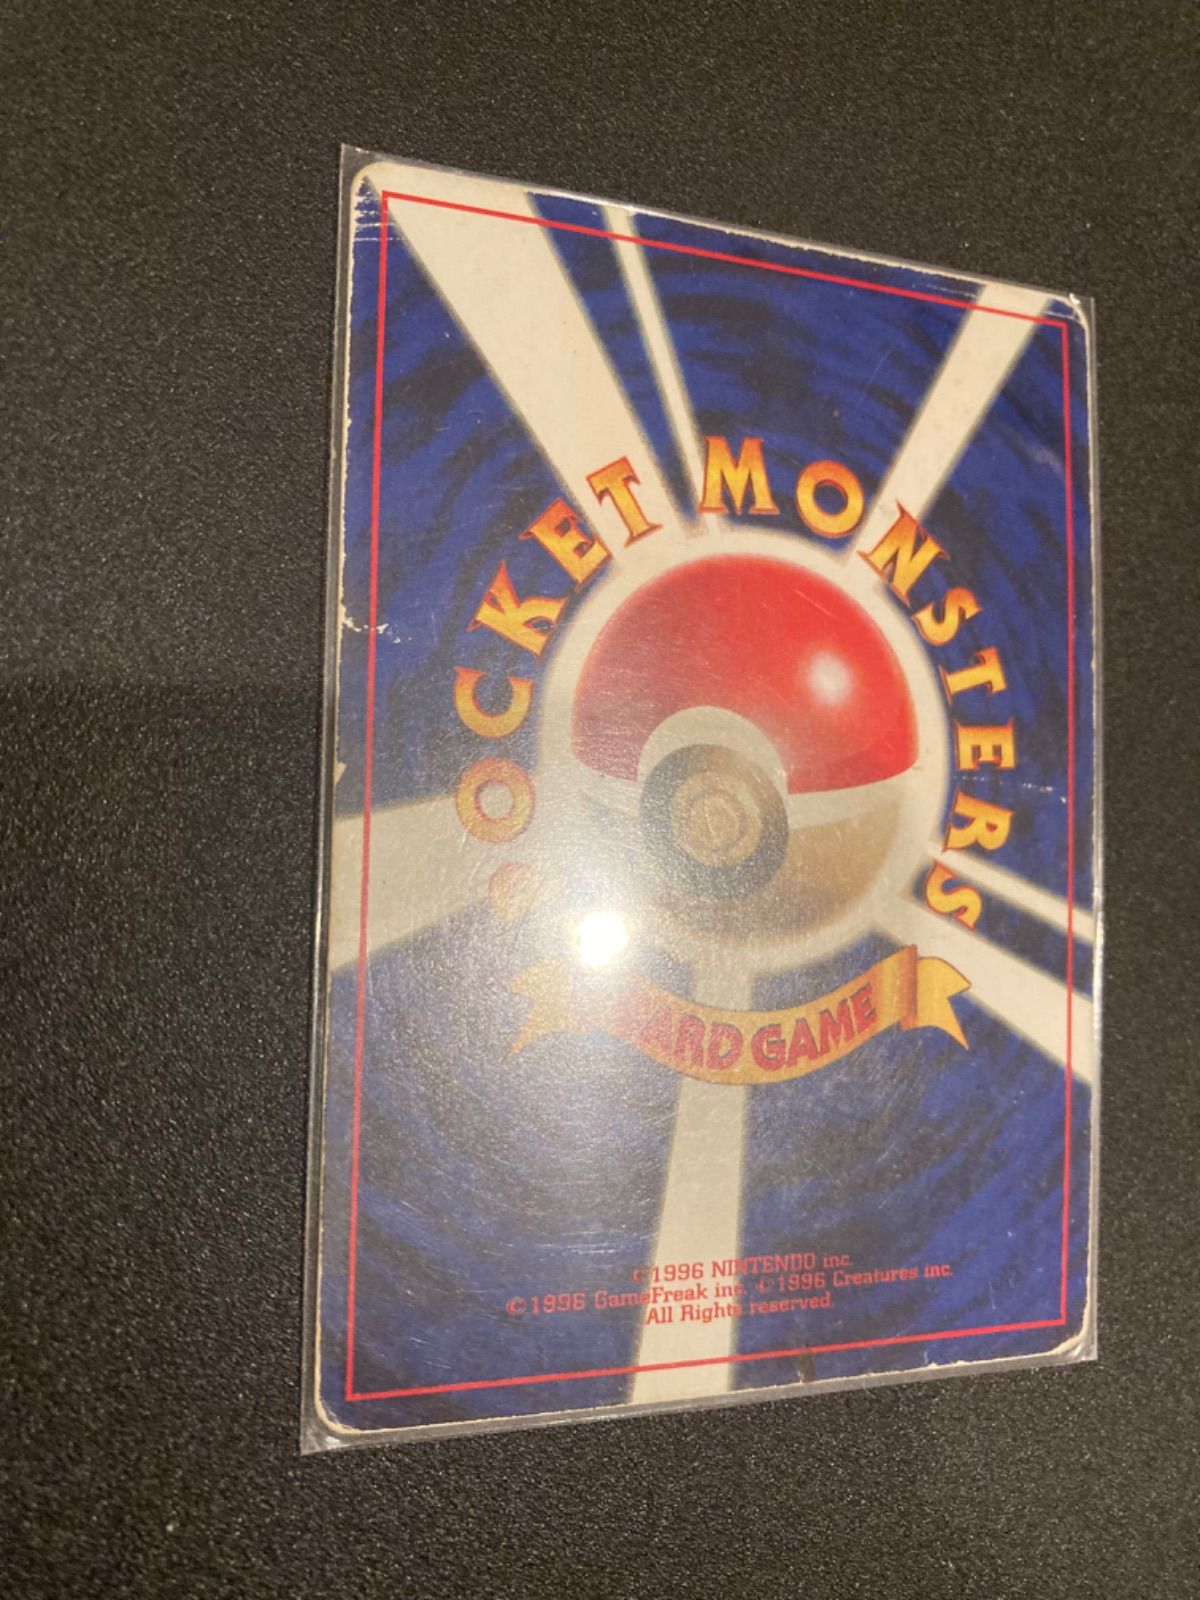 POCKET MONSTERS
CARD GAME
©1996 NINTENDO inc.
©1996 GameFreak inc. ©1996 Creatures inc.
All Rights reserved.